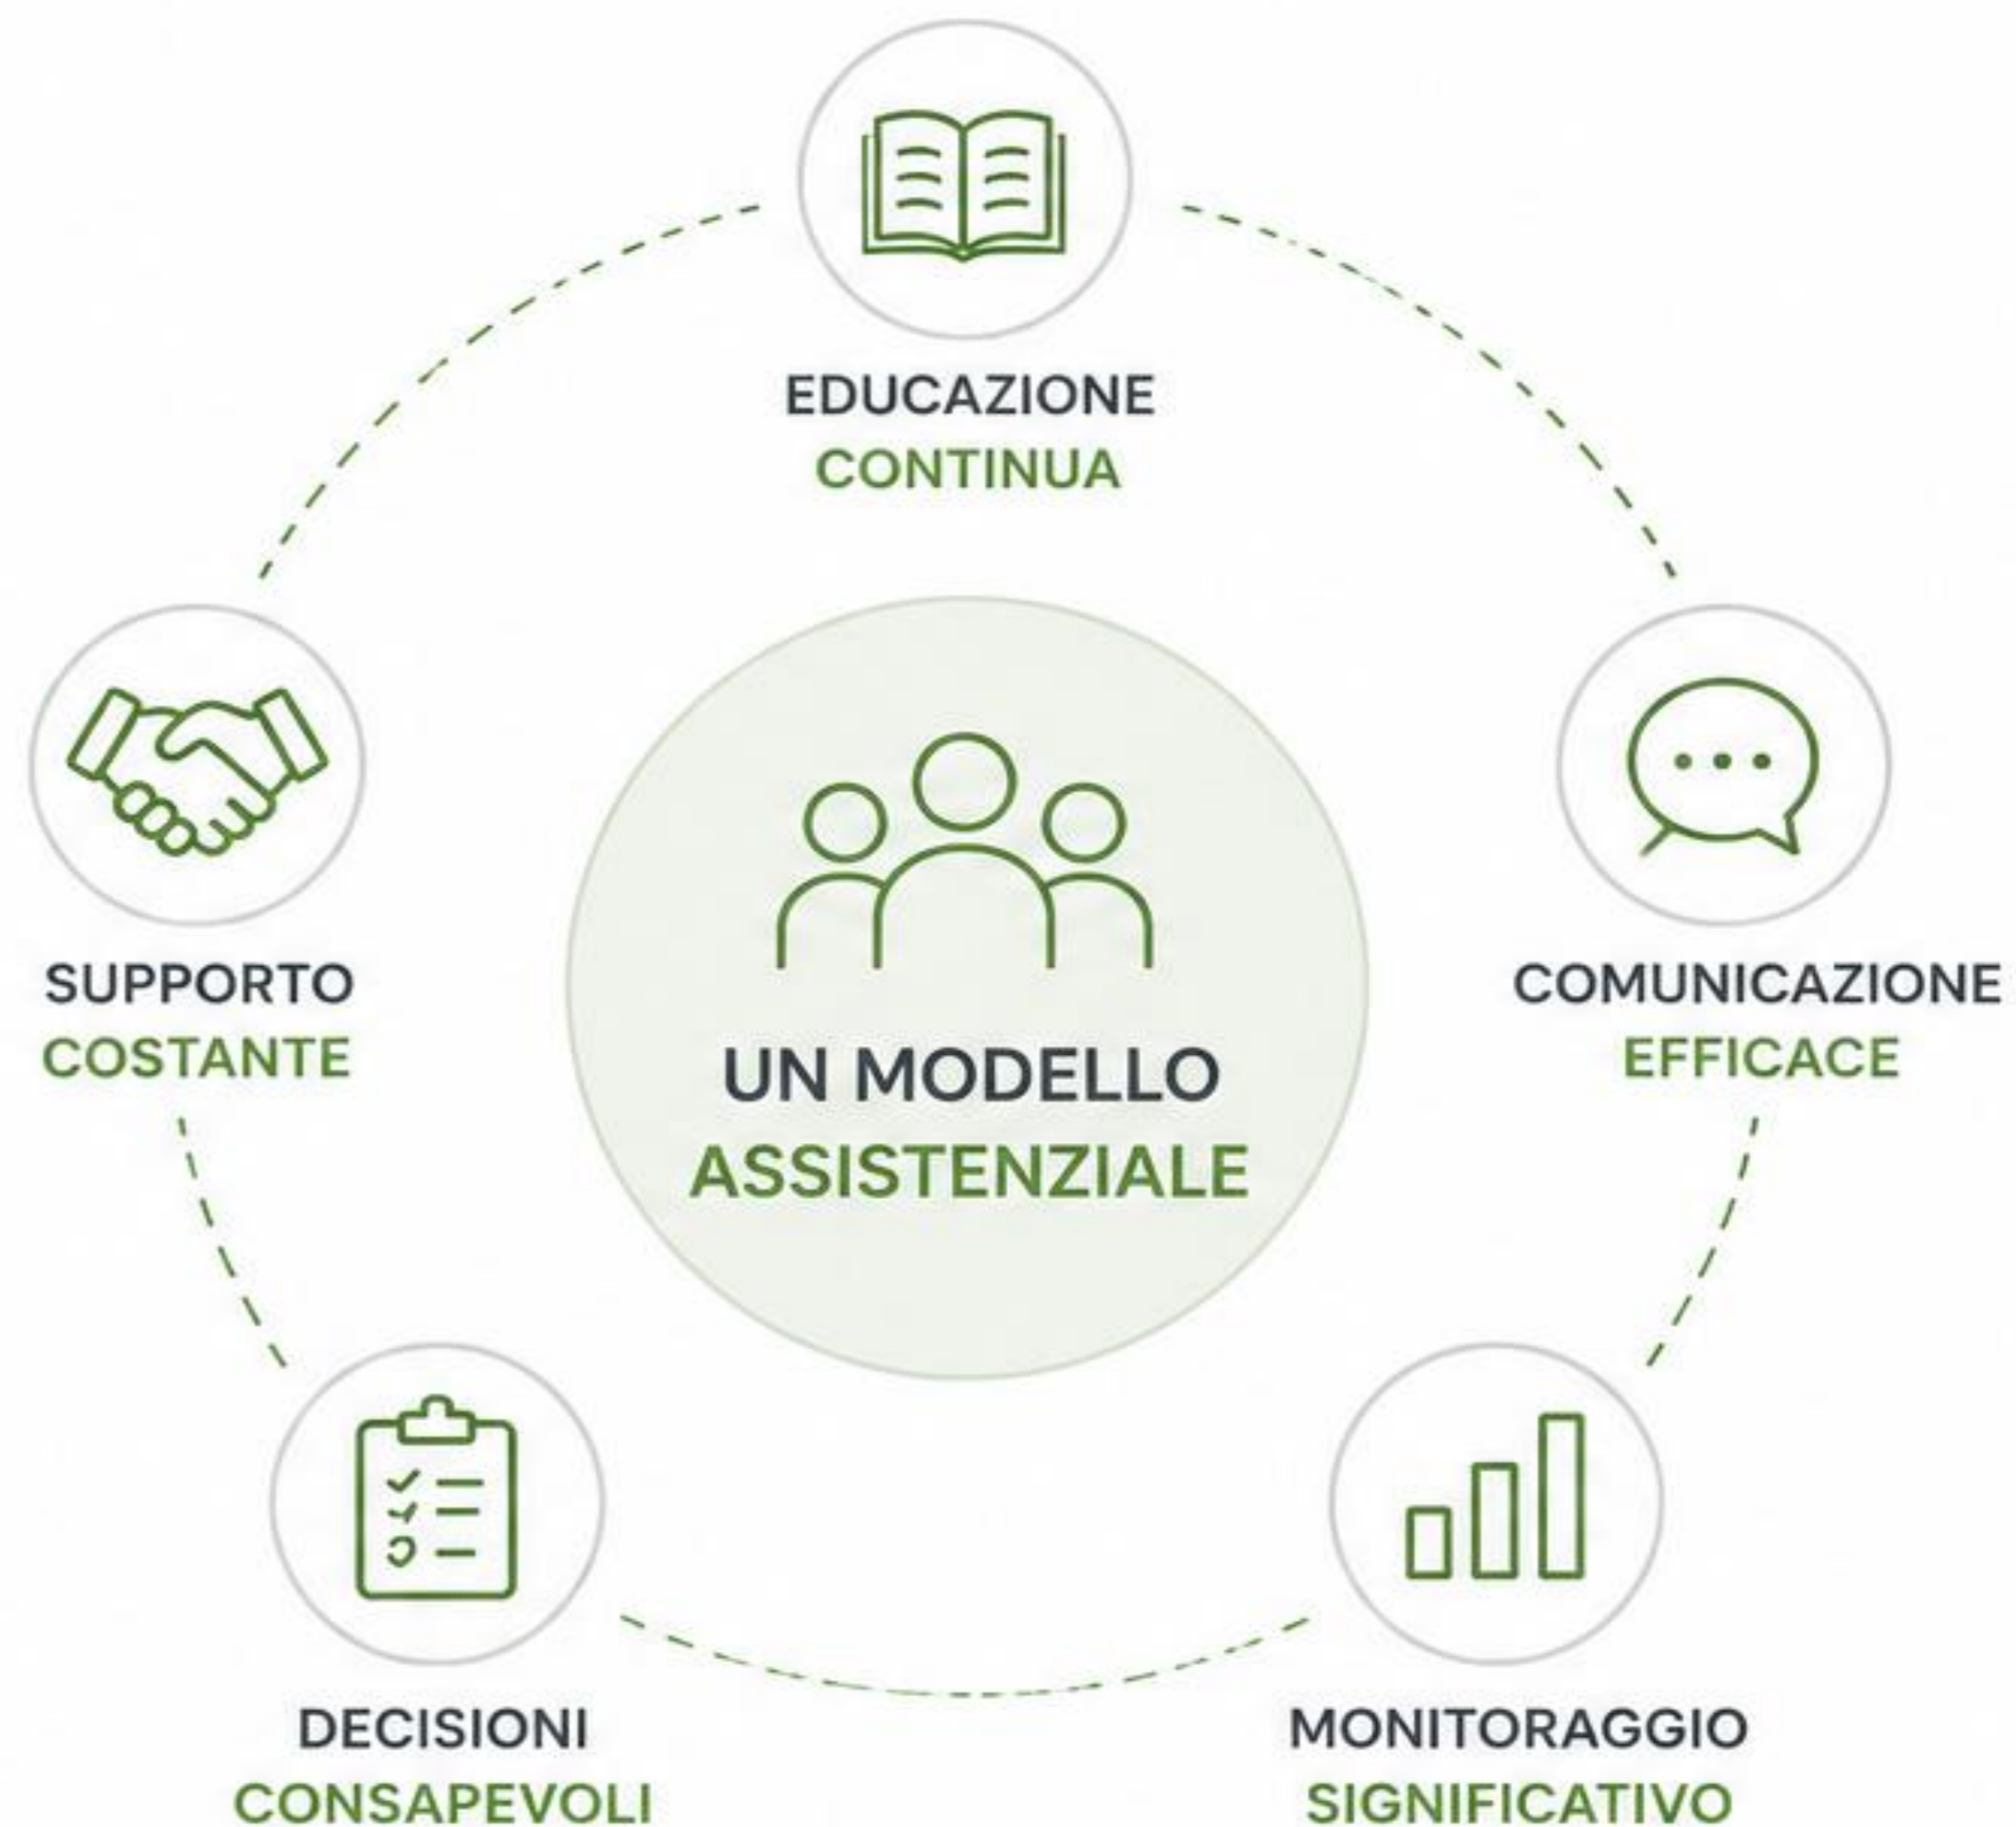 EDUCAZIONE
CONTINUA
SUPPORTO
COSTANTE
COMUNICAZIONE
EFFICACE
UN MODELLO
ASSISTENZIALE
DECISIONI
CONSAPEVOLI
MONITORAGGIO
SIGNIFICATIVO